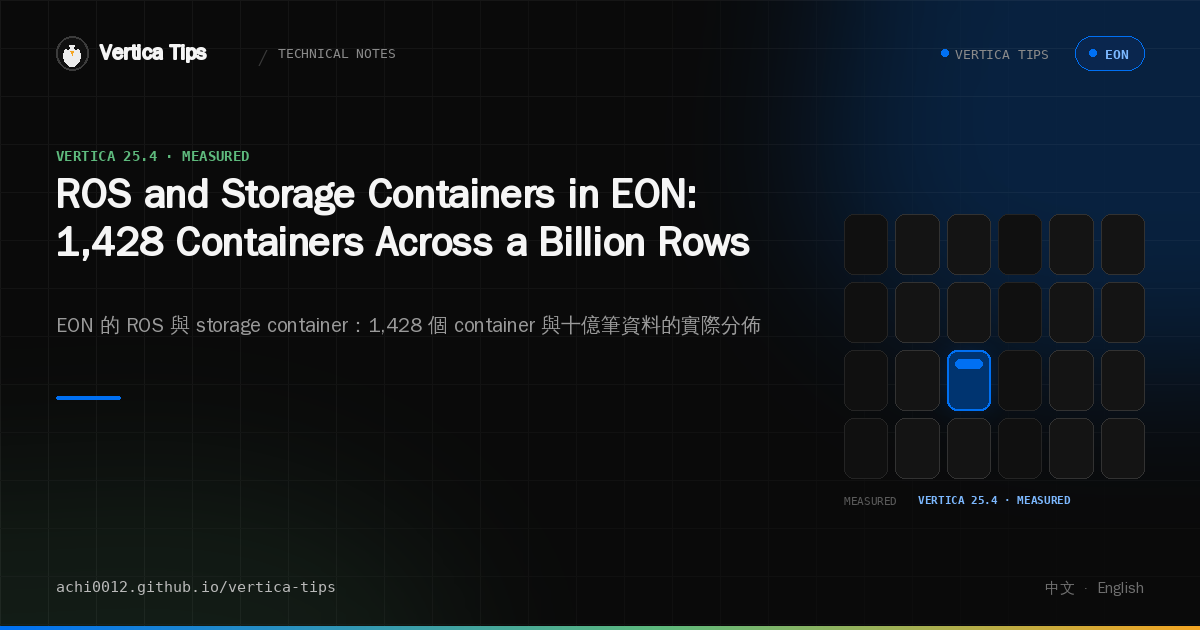 Vertica Tips / TECHNICAL NOTES
VERTICA TIPS EON
VERTICA 25.4 · MEASURED
ROS and Storage Containers in EON:
1,428 Containers Across a Billion Rows
EON 的 ROS 與 storage container：1,428 個 container 與十億筆資料的實際分佈
MEASURED VERTICA 25.4 · MEASURED
achi0012.github.io/vertica-tips
中文 · English